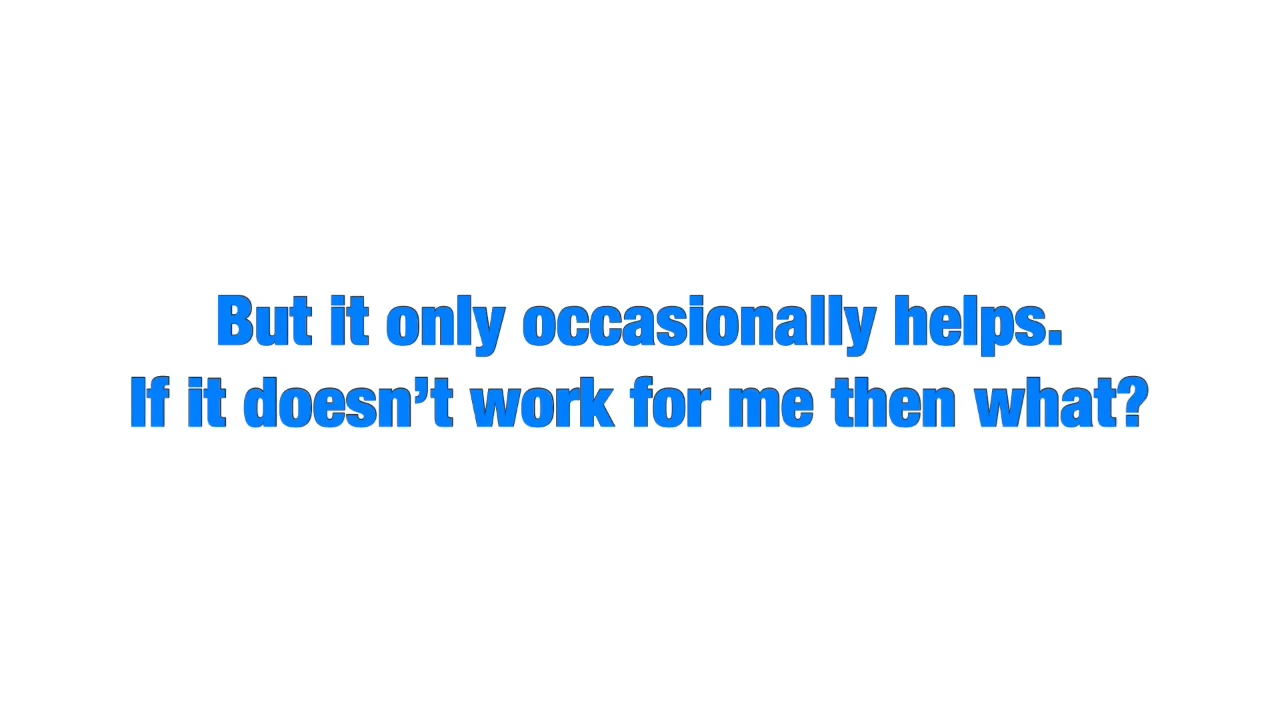 But it only occasionally helps.
If it doesn’t work for me then what?